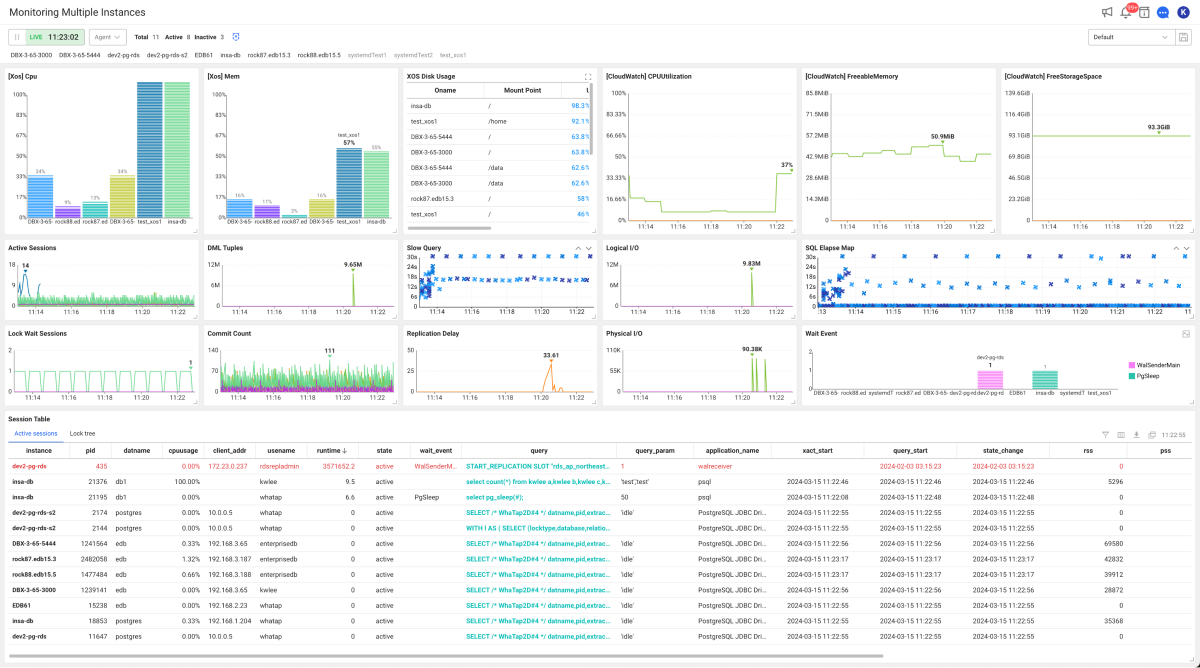 Monitoring Multiple Instances
99+
K
LIVE 11:23:02 Agent Total 11 Active 8 Inactive 3 Default
DBX-3-65-3000 DBX-3-65-5444 dev2-pg-rds dev2-pg-rds-s2 EDB61 insa-db rock87.edb15.3 rock88.edb15.5 systemdTest1 systemdTest2 test_xos1
[Xos] Cpu
100%
83%
67%
50%
33%
17%
0%
34% 9% 13% 34%
DBX-3-65- rock88.ed rock87.ed DBX-3-65- test_xos1 insa-db
[Xos] Mem
100%
83%
67%
50%
33%
17%
0%
16% 11% 3% 16% test_xos1 57% 55%
DBX-3-65- rock88.ed rock87.ed DBX-3-65- test_xos1 insa-db
XOS Disk Usage
Oname Mount Point U
insa-db / 98.3%
test_xos1 /home 92.1%
DBX-3-65-5444 / 63.8%
DBX-3-65-3000 / 63.8%
DBX-3-65-5444 /data 62.6%
DBX-3-65-3000 /data 62.6%
rock87.edb15.3 / 58%
test_xos1 / 46%
[CloudWatch] CPUUtilization
100%
83.33%
66.66%
50%
33.33%
16.66%
0%
37%
11:14 11:16 11:18 11:20 11:22
[CloudWatch] FreeableMemory
85.8MiB
71.5MiB
57.2MiB
42.9MiB
28.6MiB
14.3MiB
0
50.9MiB
11:14 11:16 11:18 11:20 11:22
[CloudWatch] FreeStorageSpace
139.6GiB
116.4GiB
93.1GiB
69.8GiB
46.6GiB
23.2GiB
0
93.3GiB
11:14 11:16 11:18 11:20 11:22
Active Sessions
18
9
0
14
11:14 11:16 11:18 11:20 11:22
DML Tuples
12M
6M
0
9.65M
11:14 11:16 11:18 11:20 11:22
Slow Query
30s
24s
18s
12s
6s
0
11:14 11:16 11:18 11:20 11:22
Logical I/O
12M
6M
0
9.83M
11:14 11:16 11:18 11:20 11:22
SQL Elapse Map
30s
24s
18s
12s
6s
0
:13 11:14 11:15 11:16 11:17 11:18 11:19 11:20 11:21 11:22 11
Lock Wait Sessions
2
1
0
1
11:14 11:16 11:18 11:20 11:22
Commit Count
140
70
0
111
11:14 11:16 11:18 11:20 11:22
Replication Delay
50
25
0
33.61
11:14 11:16 11:18 11:20 11:22
Physical I/O
110K
55K
0
90.38K
11:14 11:16 11:18 11:20 11:22
Wait Event
2
1
0
dev2-pg-rds
1
1
DBX-3-65- rock88.ed systemdT rock87.ed DBX-3-65- dev2-pg-rd dev2-pg-rd EDB61 insa-db systemdT test_xos1
WalSenderMain
PgSleep
Session Table
Active sessions Lock tree
11:22:55
instance pid datname cpuusage client_addr usename runtime ↓ state wait_event query query_param application_name xact_start query_start state_change rss pss
dev2-pg-rds 435 0.00% 172.23.0.237 rdsrepladmin 3571652.2 active WalSenderM... START_REPLICATION SLOT "rds_ap_northeast... 1 walreceiver 2024-02-03 03:15:23 2024-02-03 03:15:23 0
insa-db 21376 db1 100.00% kwlee 9.5 active select count(*) from kwlee a,kwlee b,kwlee c,k... 'test','test' psql 2024-03-15 11:22:46 2024-03-15 11:22:46 2024-03-15 11:22:46 5296
insa-db 21195 db1 0.00% whatap 6.6 active PgSleep select pg_sleep(#); 50 psql 2024-03-15 11:22:08 2024-03-15 11:22:48 2024-03-15 11:22:48 0
dev2-pg-rds-s2 2174 postgres 0.00% 10.0.0.5 whatap 0 active SELECT /* WhaTap2D#4 */ datname,pid,extrac... 'idle' PostgreSQL JDBC Dri... 2024-03-15 11:22:55 2024-03-15 11:22:55 2024-03-15 11:22:55 0
dev2-pg-rds-s2 2144 postgres 0.00% 10.0.0.5 whatap 0 active WITH l AS ( SELECT (locktype,database,relatio... PostgreSQL JDBC Dri... 2024-03-15 11:22:55 2024-03-15 11:22:55 2024-03-15 11:22:55 0
DBX-3-65-5444 1241564 edb 0.33% 192.168.3.65 enterprisedb 0 active SELECT /* WhaTap2D#4 */ datname,pid,extrac... 'idle' PostgreSQL JDBC Dri... 2024-03-15 11:22:56 2024-03-15 11:22:56 2024-03-15 11:22:56 69580
rock87.edb15.3 2482058 edb 1.32% 192.168.3.187 enterprisedb 0 active SELECT /* WhaTap2D#4 */ datname,pid,extrac... 'idle' PostgreSQL JDBC Dri... 2024-03-15 11:23:17 2024-03-15 11:23:17 2024-03-15 11:23:17 42832
rock88.edb15.5 1477484 edb 0.66% 192.168.3.188 enterprisedb 0 active SELECT /* WhaTap2D#4 */ datname,pid,extrac... 'idle' PostgreSQL JDBC Dri... 2024-03-15 11:23:17 2024-03-15 11:23:17 2024-03-15 11:23:17 39912
DBX-3-65-3000 1239141 edb 0.00% 192.168.3.65 kwlee 0 active SELECT /* WhaTap2D#4 */ datname,pid,extrac... 'idle' PostgreSQL JDBC Dri... 2024-03-15 11:22:56 2024-03-15 11:22:56 2024-03-15 11:22:56 28872
EDB61 15238 edb 0.00% 192.168.2.23 whatap 0 active SELECT /* WhaTap2D#4 */ datname,pid,extrac... 'idle' PostgreSQL JDBC Dri... 2024-03-15 11:22:55 2024-03-15 11:22:55 2024-03-15 11:22:55 0
insa-db 18853 postgres 0.33% 192.168.1.204 whatap 0 active SELECT /* WhaTap2D#4 */ datname,pid,extrac... 'idle' PostgreSQL JDBC Dri... 2024-03-15 11:22:55 2024-03-15 11:22:55 2024-03-15 11:22:55 35368
dev2-pg-rds 11647 postgres 0.00% 10.0.0.5 whatap 0 active SELECT /* WhaTap2D#4 */ datname,pid,extrac... 'idle' PostgreSQL JDBC Dri... 2024-03-15 11:22:55 2024-03-15 11:22:55 2024-03-15 11:22:55 0